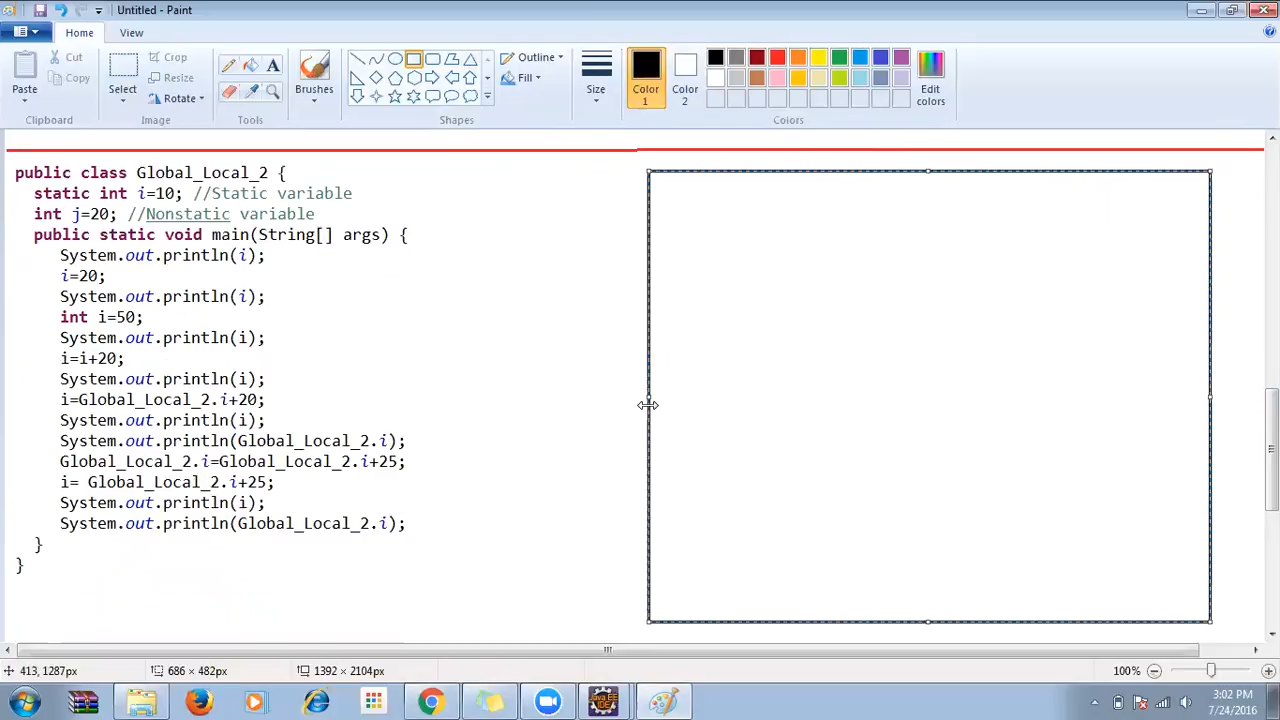 Untitled - Paint
Home
View
Paste
Cut
Copy
Clipboard
Select
Crop
Resize
Rotate
Image
A
Tools
Brushes
Outline
Fill
Shapes
Size
Color 1
Color 2
Edit colors
Colors
public class Global_Local_2 {
static int i=10; //Static variable
int j=20; //Nonstatic variable
public static void main(String[] args) {
System.out.println(i);
i=20;
System.out.println(i);
int i=50;
System.out.println(i);
i=i+20;
System.out.println(i);
i=Global_Local_2.i+20;
System.out.println(i);
System.out.println(Global_Local_2.i);
Global_Local_2.i=Global_Local_2.i+25;
i= Global_Local_2.i+25;
System.out.println(i);
System.out.println(Global_Local_2.i);
}
}
413, 1287px
686 × 482px
1392 × 2104px
100%
Java EE
IDE
3:02 PM
7/24/2016